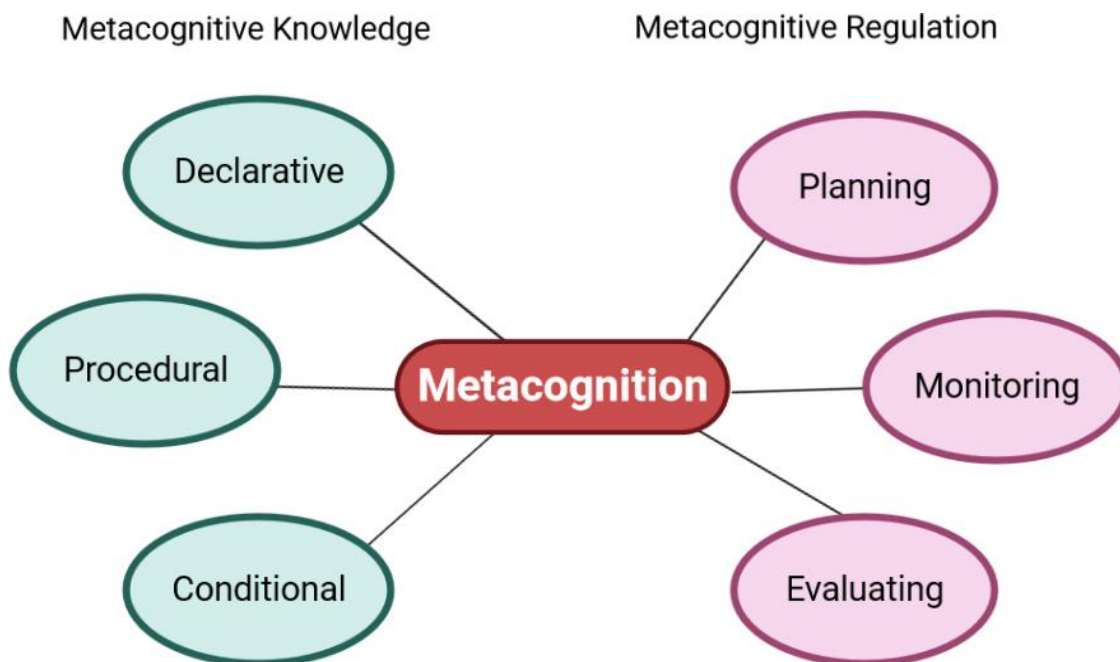 Metacognitive Knowledge
Metacognitive Regulation
Declarative
Planning
Procedural
Metacognition
Monitoring
Conditional
Evaluating